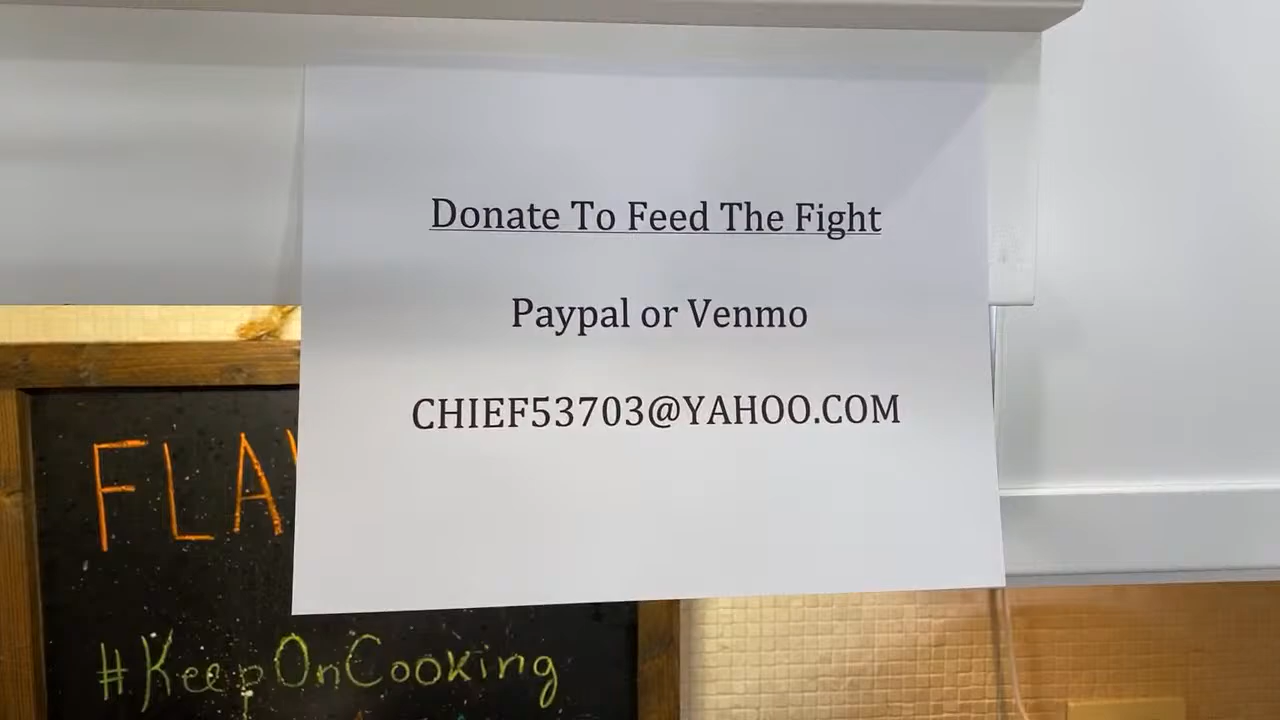 Donate To Feed The Fight
Paypal or Venmo
CHIEF53703@YAHOO.COM
#KeepOnCooking